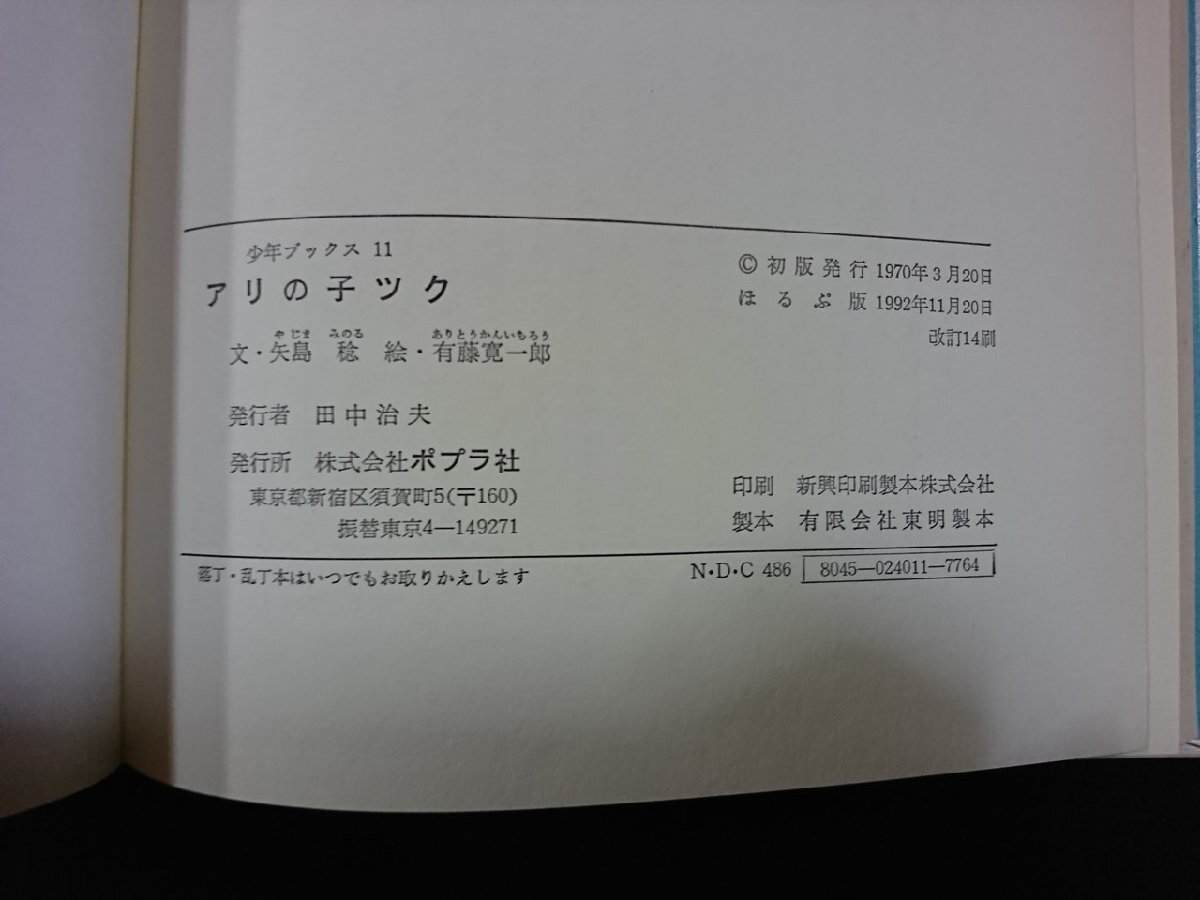 少年ブックス 11
アリの子ツク
やじま みのる ありとうかんいちろう
文・矢島 稔 絵・有藤寛一郎
発行者 田中治夫
発行所 株式会社ポプラ社
東京都新宿区須賀町5(〒160)
振替東京4―149271
Ⓒ初版発行 1970年3月20日
ほるぷ版 1992年11月20日
改訂14刷
印刷 新興印刷製本株式会社
製本 有限会社東明製本
落丁・乱丁本はいつでもお取りかえします
N・D・C 486 8045―024011―7764